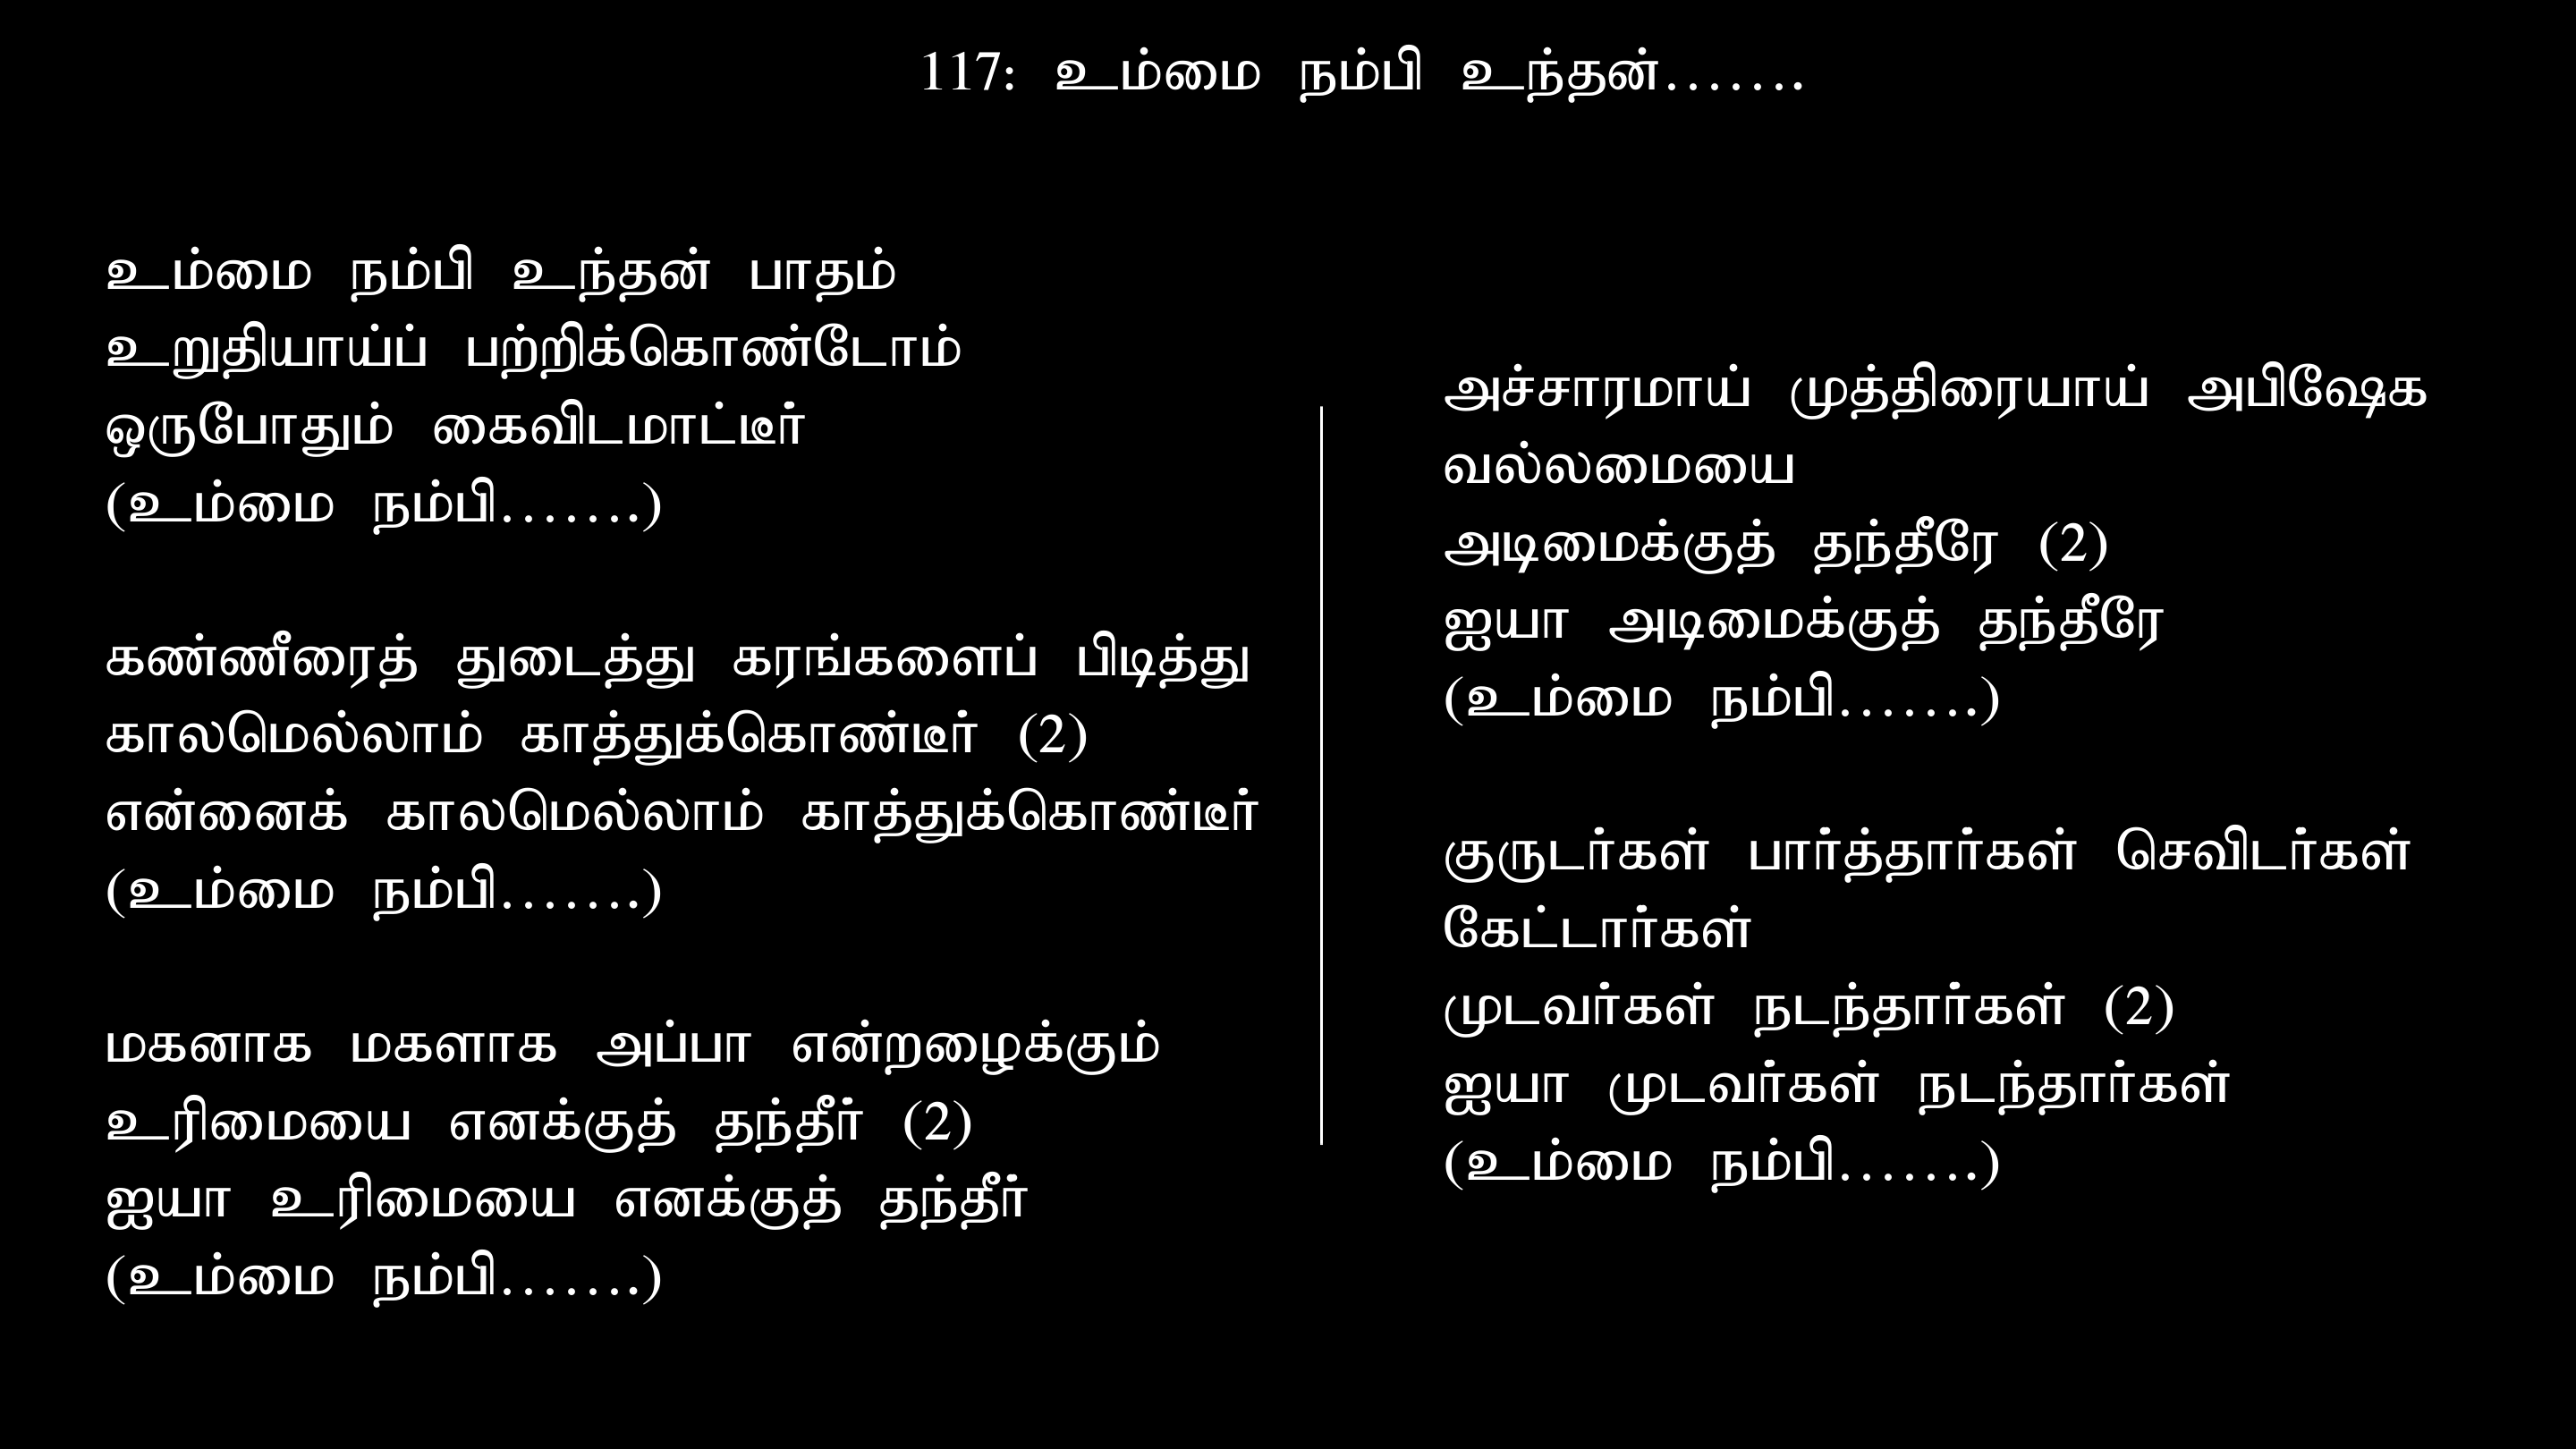 117: உம்மை நம்பி உந்தன்.......
உம்மை நம்பி உந்தன் பாதம்
உறுதியாய்ப் பற்றிக்கொண்டோம்
ஒருபோதும் கைவிடமாட்டீர்
(உம்மை நம்பி.......)
கண்ணீரைத் துடைத்து கரங்களைப் பிடித்து
காலமெல்லாம் காத்துக்கொண்டீர் (2)
என்னைக் காலமெல்லாம் காத்துக்கொண்டீர்
(உம்மை நம்பி.......)
மகனாக மகளாக அப்பா என்றழைக்கும்
உரிமையை எனக்குத் தந்தீர் (2)
ஐயா உரிமையை எனக்குத் தந்தீர்
(உம்மை நம்பி.......)
அச்சாரமாய் முத்திரையாய் அபிஷேக
வல்லமையை
அடிமைக்குத் தந்தீரே (2)
ஐயா அடிமைக்குத் தந்தீரே
(உம்மை நம்பி.......)
குருடர்கள் பார்த்தார்கள் செவிடர்கள்
கேட்டார்கள்
முடவர்கள் நடந்தார்கள் (2)
ஐயா முடவர்கள் நடந்தார்கள்
(உம்மை நம்பி.......)